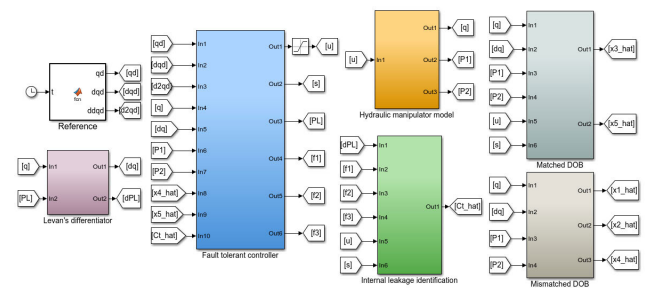 t
fcn
qd
dqd
ddqd
[qd]
[dqd]
[d2qd]
Reference
[q]
[PL]
In1
In2
Out1
Out2
[dq]
[dPL]
Levan's differentiator
[qd]
[dqd]
[d2qd]
[q]
[dq]
[P1]
[P2]
[x4_hat]
[x5_hat]
[Ct_hat]
In1
In2
In3
In4
In5
In6
In7
In8
In9
In10
Out1
Out2
Out3
Out4
Out5
Out6
[u]
[s]
[PL]
[f1]
[f2]
[f3]
Fault tolerant controller
[u]
In1
Out1
Out2
Out3
[q]
[P1]
[P2]
Hydraulic manipulator model
[dPL]
[f1]
[f2]
[f3]
[u]
[s]
In1
In2
In3
In4
In5
In6
Out1
[Ct_hat]
Internal leakage identification
[q]
[dq]
[P1]
[P2]
[u]
[s]
In1
In2
In3
In4
In5
In6
Out1
Out2
[x3_hat]
[x5_hat]
Matched DOB
[q]
[dq]
[P1]
[P2]
In1
In2
In3
In4
Out1
Out2
Out3
[x1_hat]
[x2_hat]
[x4_hat]
Mismatched DOB